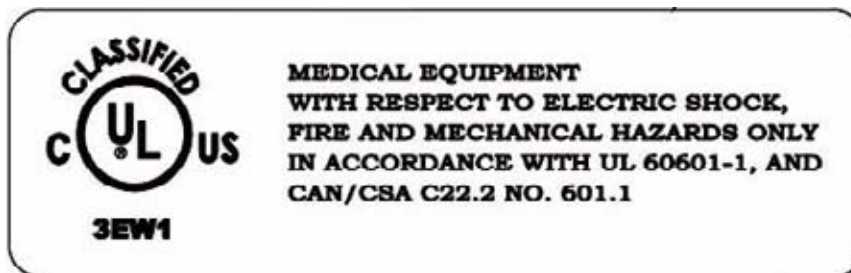 CLASSIFIED
C UL® US
3EW1
MEDICAL EQUIPMENT
WITH RESPECT TO ELECTRIC SHOCK,
FIRE AND MECHANICAL HAZARDS ONLY
IN ACCORDANCE WITH UL 60601-1, AND
CAN/CSA C22.2 NO. 601.1